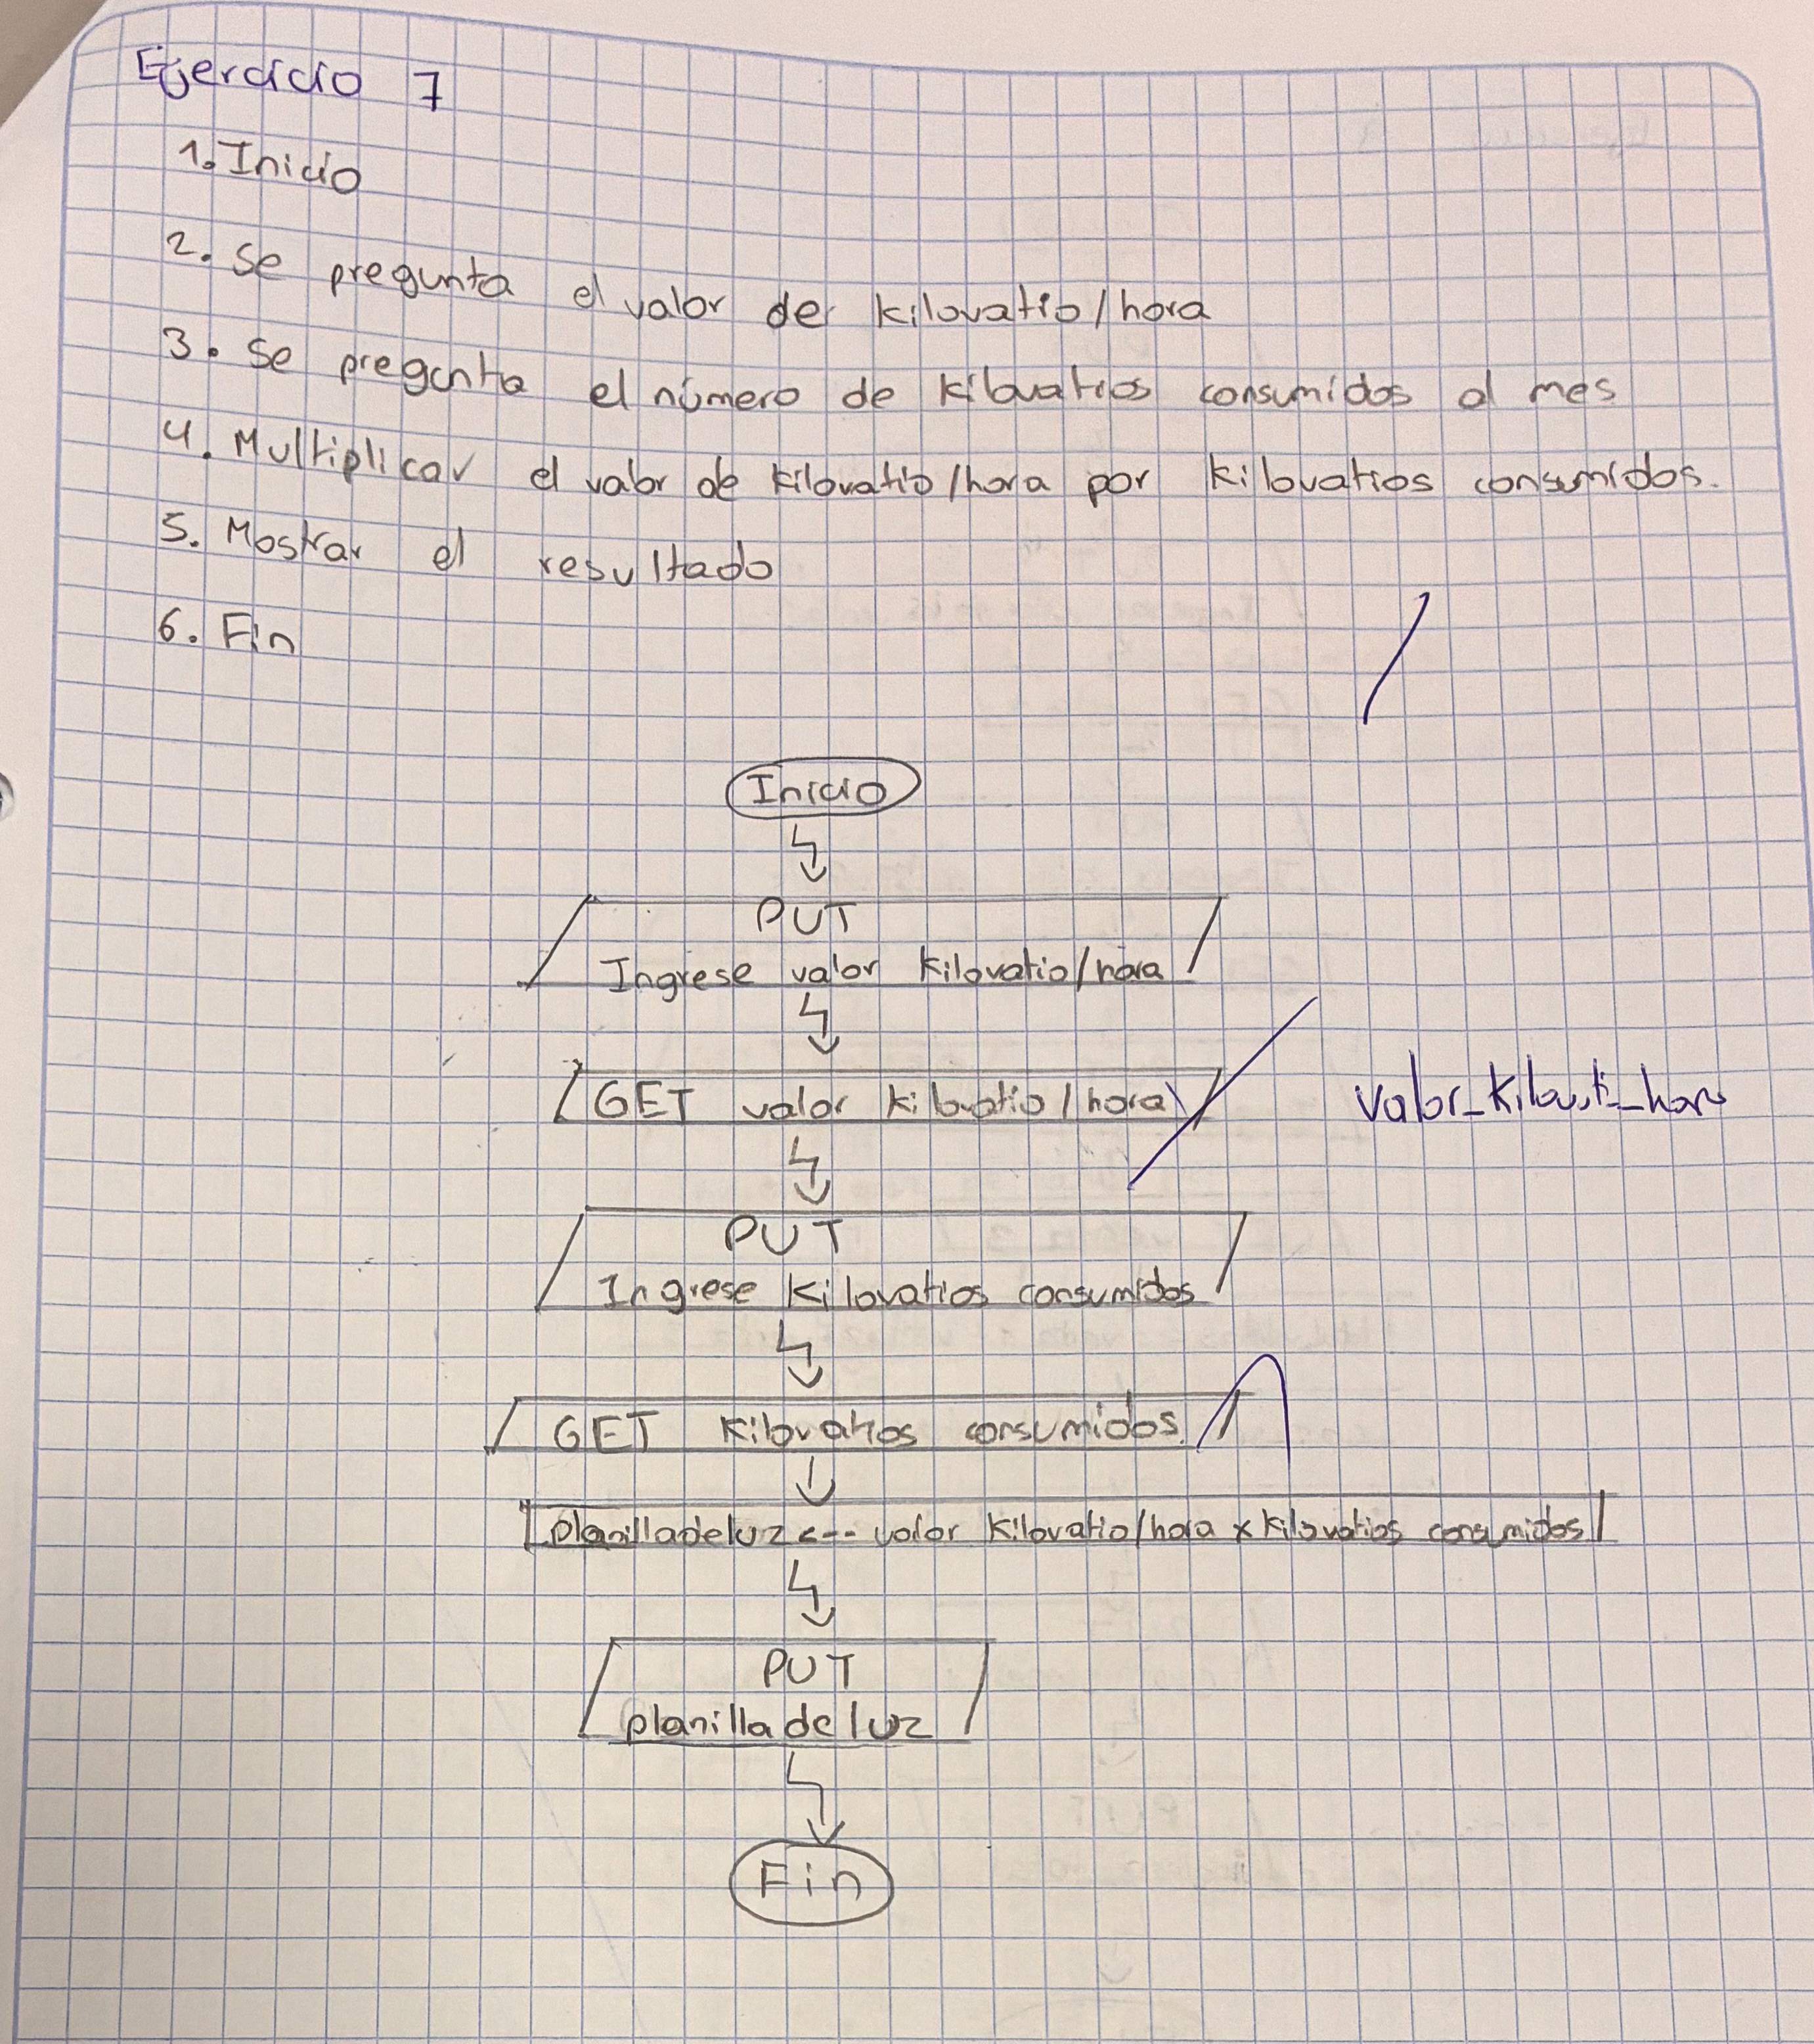 Ejercicio 7
1. Inicio
2. Se pregunta el valor de kilovatio/hora
3. Se pregunta el número de kilovatios consumidos al mes
4. Multiplicar el valor de kilovatio/hora por kilovatios consumidos.
5. Mostrar el resultado
6. Fin
Inicio
PUT
Ingrese valor kilovatio/hora
GET valor kilovatio/hora
valor_kilovati_hora
PUT
Ingrese kilovatios consumidos
GET kilovatios consumidos
planilladeluz <-- valor kilovatio/hora x kilovatios consumidos
PUT
planilla de luz
Fin